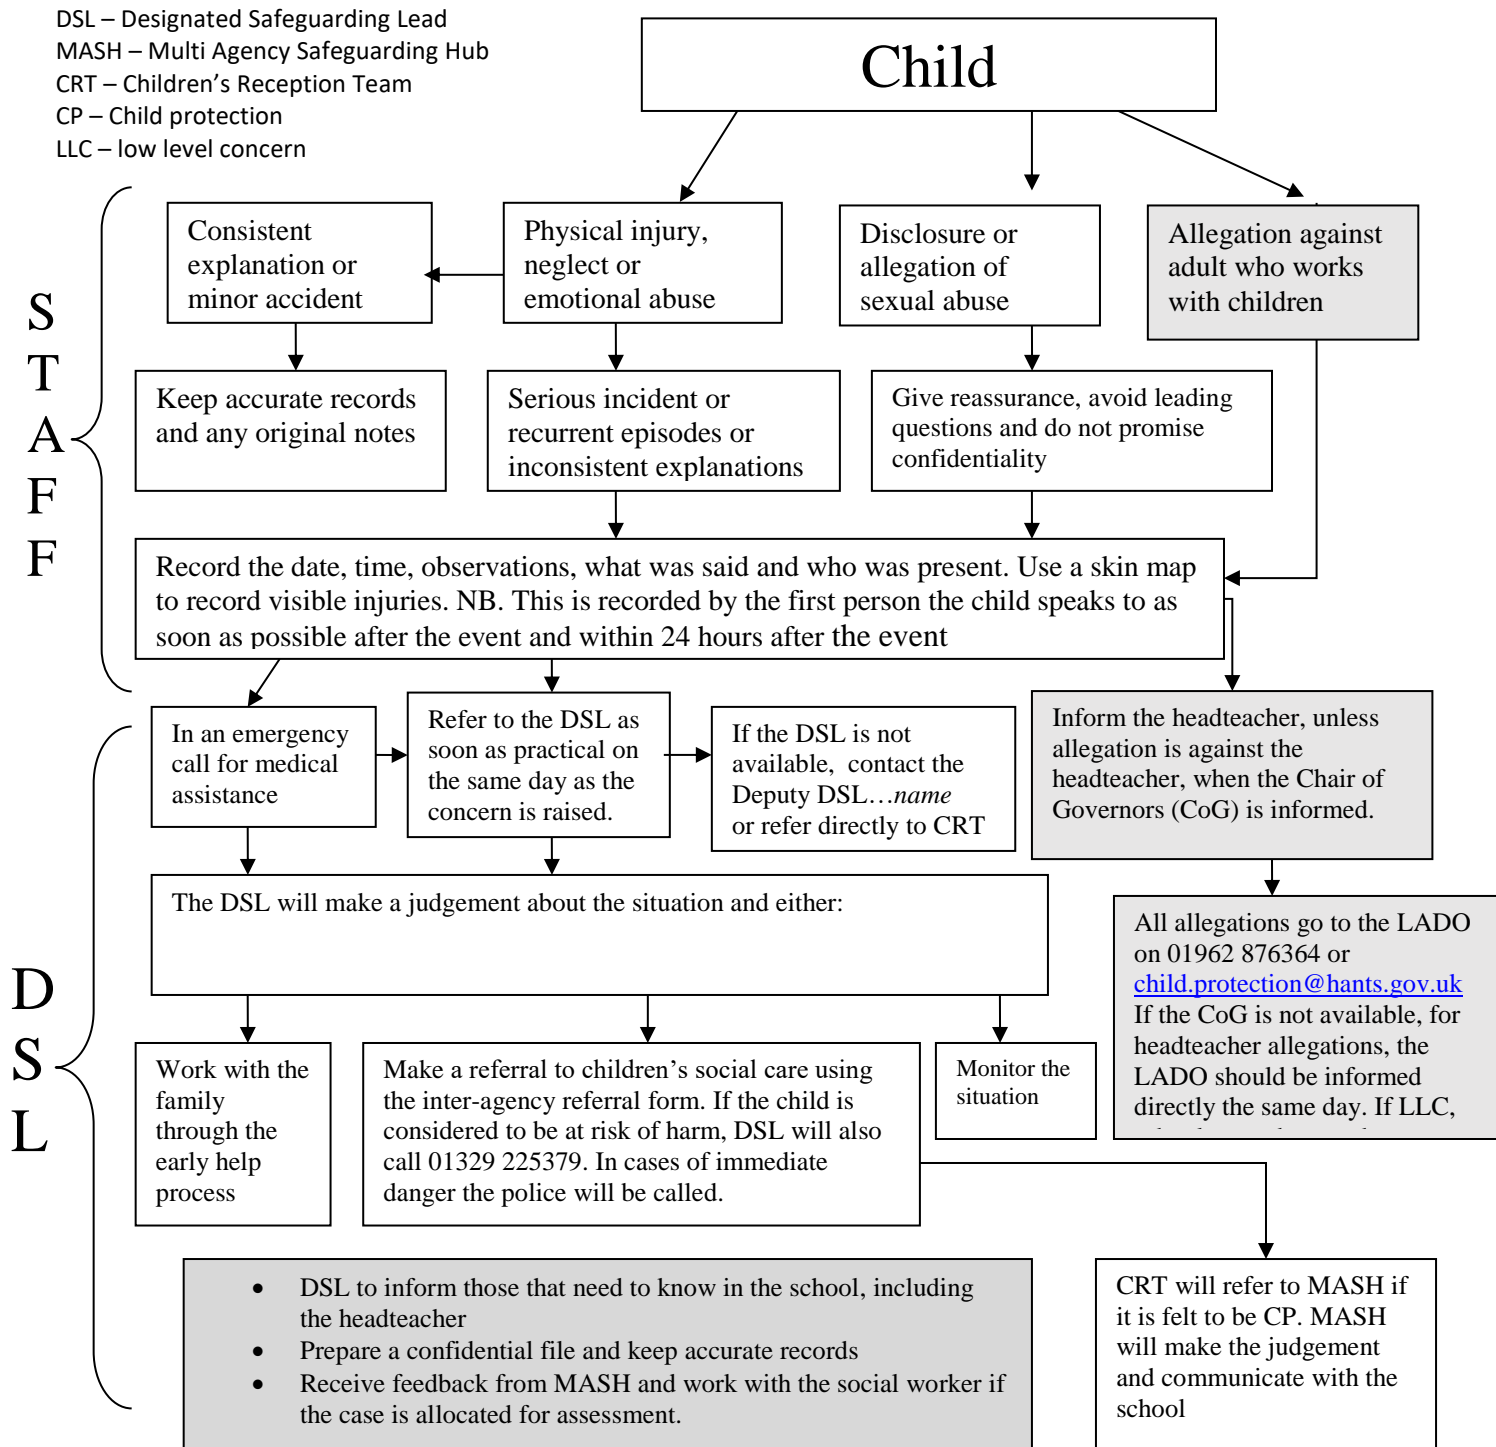 DSL – Designated Safeguarding Lead
MASH – Multi Agency Safeguarding Hub
CRT – Children's Reception Team
CP – Child protection
LLC – low level concern
Child
STAFF
Consistent
explanation or
minor accident
Physical injury,
neglect or
emotional abuse
Disclosure or
allegation of
sexual abuse
Allegation against
adult who works
with children
Keep accurate records
and any original notes
Serious incident or
recurrent episodes or
inconsistent explanations
Give reassurance, avoid leading
questions and do not promise
confidentiality
Record the date, time, observations, what was said and who was present. Use a skin map
to record visible injuries. NB. This is recorded by the first person the child speaks to as
soon as possible after the event and within 24 hours after the event
DSL
In an emergency
call for medical
assistance
Refer to the DSL as
soon as practical on
the same day as the
concern is raised.
If the DSL is not
available,  contact the
Deputy DSL…name
or refer directly to CRT
Inform the headteacher, unless
allegation is against the
headteacher, when the Chair of
Governors (CoG) is informed.
The DSL will make a judgement about the situation and either:
All allegations go to the LADO
on 01962 876364 or
child.protection@hants.gov.uk
If the CoG is not available, for
headteacher allegations, the
LADO should be informed
directly the same day. If LLC,
Work with the
family
through the
early help
process
Make a referral to children's social care using
the inter-agency referral form. If the child is
considered to be at risk of harm, DSL will also
call 01329 225379. In cases of immediate
danger the police will be called.
Monitor the
situation
• DSL to inform those that need to know in the school, including
the headteacher
• Prepare a confidential file and keep accurate records
• Receive feedback from MASH and work with the social worker if
the case is allocated for assessment.
CRT will refer to MASH if
it is felt to be CP. MASH
will make the judgement
and communicate with the
school